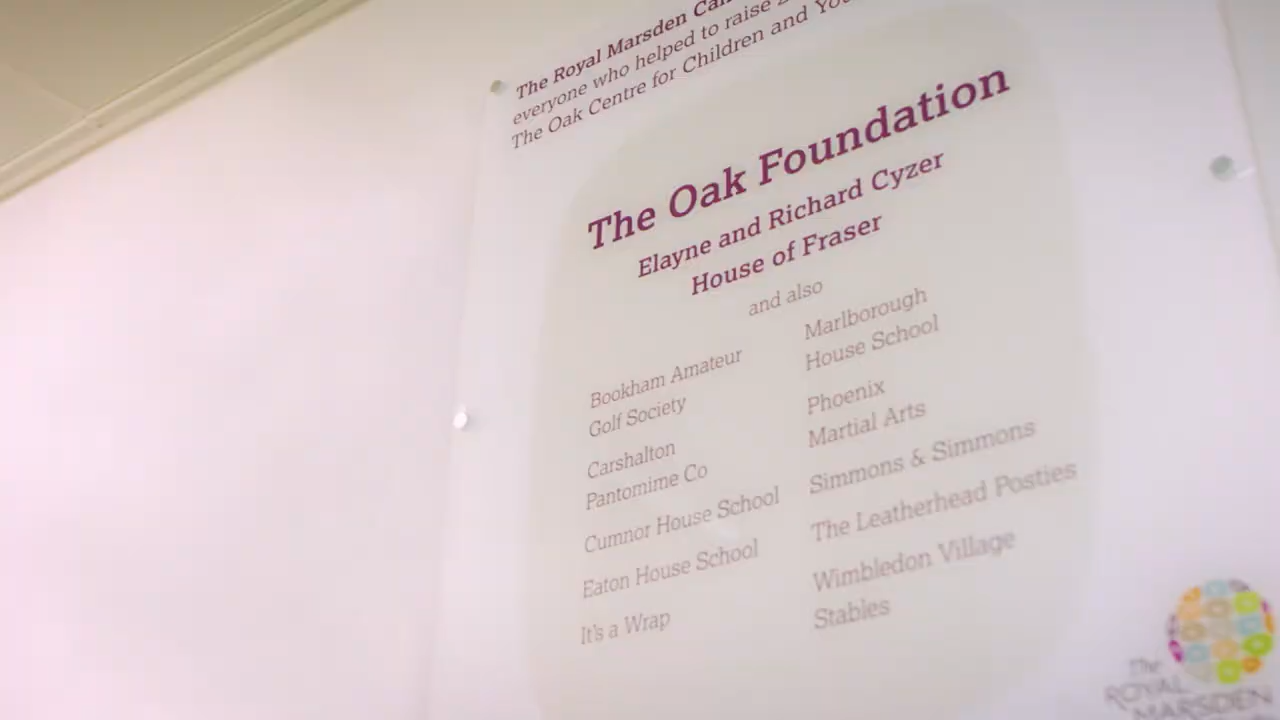 The Royal Marsden
everyone who helped to raise
The Oak Centre for Children and
The Oak Foundation
Elayne and Richard Cyzer
House of Fraser
and also
Bookham Amateur
Golf Society
Carshalton
Pantomime Co
Cumnor House School
Eaton House School
It's a Wrap
Marlborough
House School
Phoenix
Martial Arts
Simmons & Simmons
The Leatherhead Posties
Wimbledon Village
Stables
The
ROYAL
MARSDEN